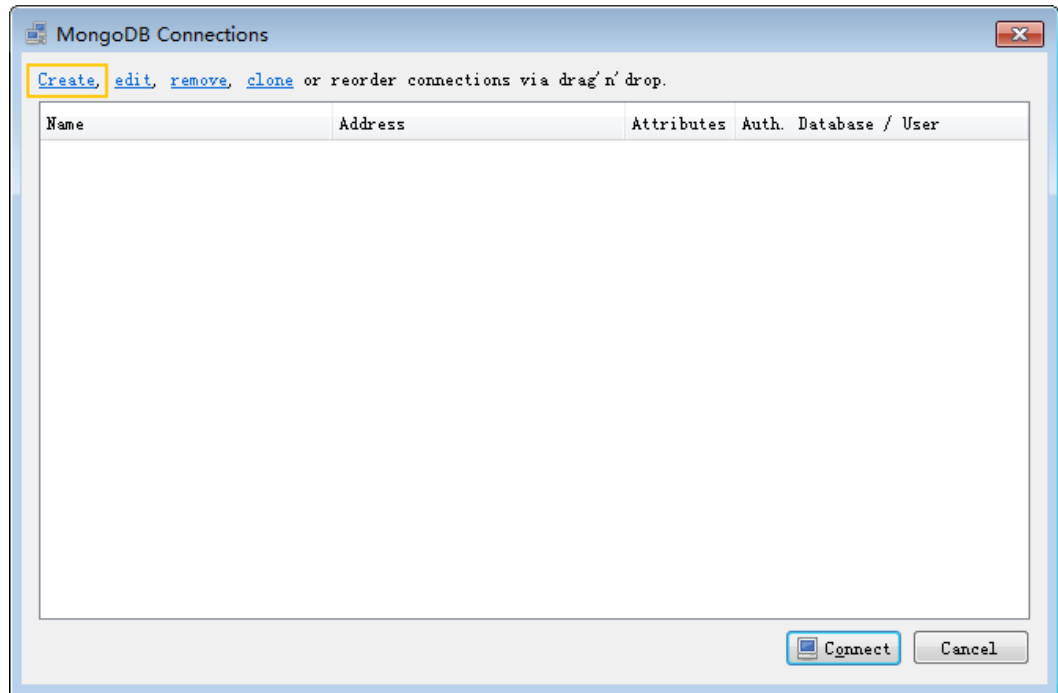 MongoDB Connections
Create, edit, remove, clone or reorder connections via drag'n'drop.
Name Address Attributes Auth. Database / User
Connect Cancel